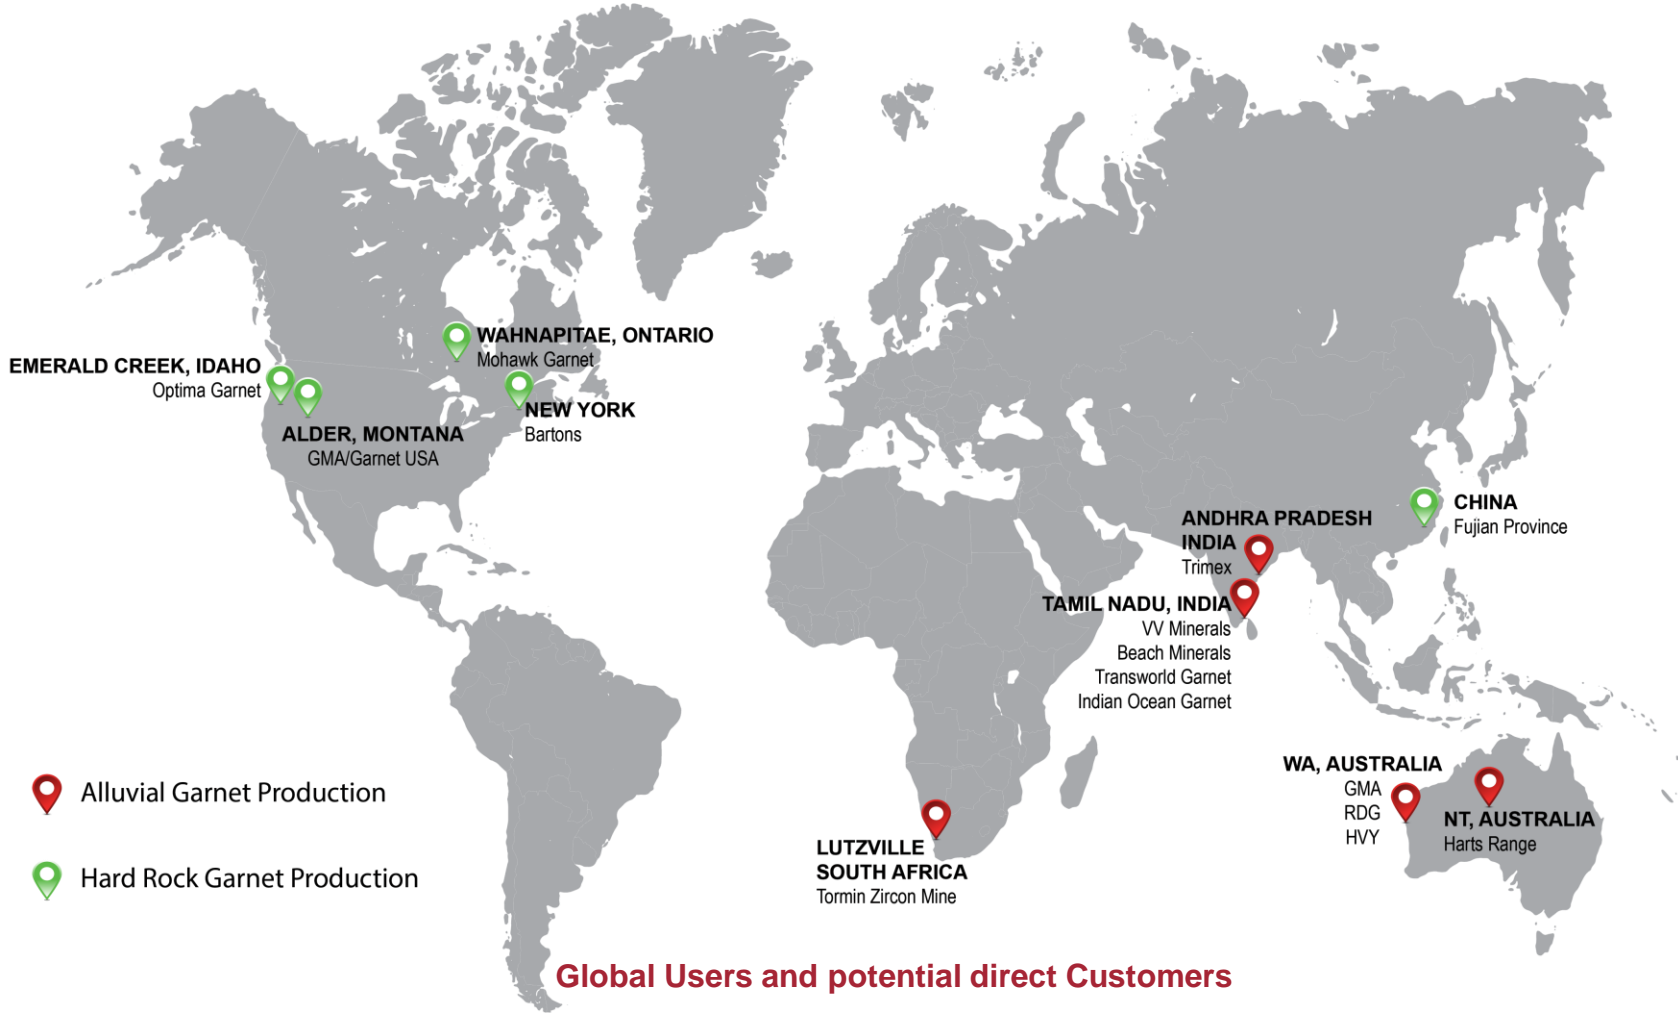 WAHNAPITAE, ONTARIO
Mohawk Garnet
EMERALD CREEK, IDAHO
Optima Garnet
NEW YORK
Bartons
ALDER, MONTANA
GMA/Garnet USA
CHINA
Fujian Province
ANDHRA PRADESH
INDIA
Trimex
TAMIL NADU, INDIA
VV Minerals
Beach Minerals
Transworld Garnet
Indian Ocean Garnet
WA, AUSTRALIA
GMA
RDG
HVY
NT, AUSTRALIA
Harts Range
LUTZVILLE
SOUTH AFRICA
Tormin Zircon Mine
Alluvial Garnet Production
Hard Rock Garnet Production
Global Users and potential direct Customers